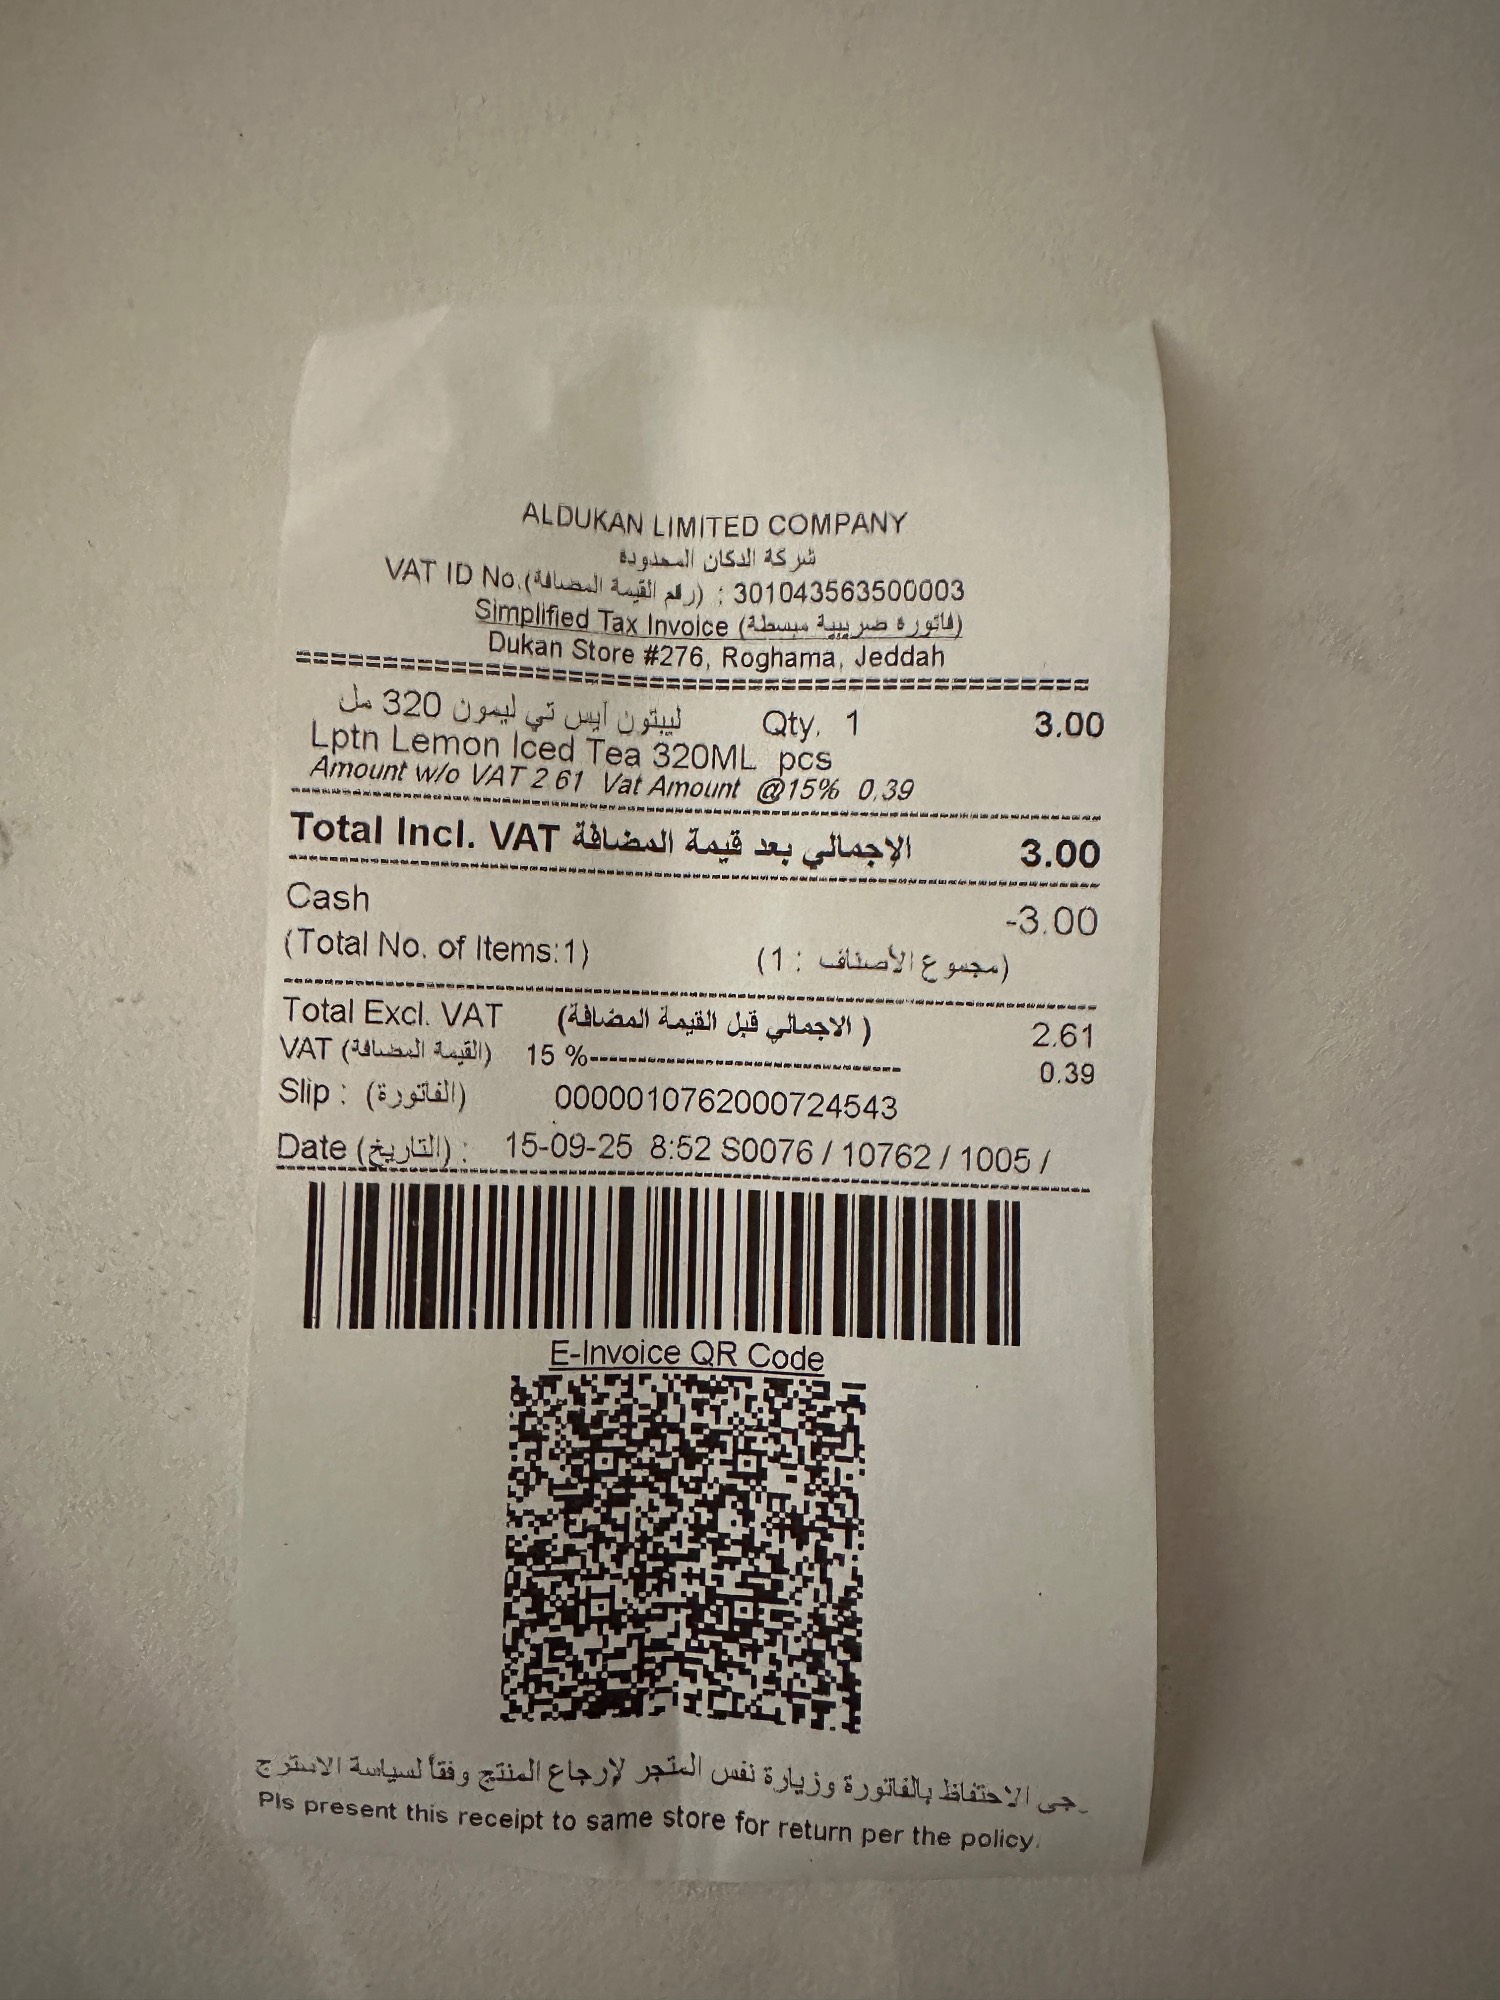 ALDUKAN LIMITED COMPANY
شركة الدكان المحدودة
VAT ID No.(رقم القيمة المضافة) : 301043563500003
Simplified Tax Invoice (فاتورة ضريبية مبسطة)
Dukan Store #276, Roghama, Jeddah
ليبتون آيس تي ليمون 320 مل Qty. 1 3.00
Lptn Lemon Iced Tea 320ML pcs
Amount w/o VAT 2.61 Vat Amount @15% 0.39
Total Incl. VAT الإجمالي بعد قيمة المضافة 3.00
Cash -3.00
(Total No. of Items:1) (مجموع الأصناف : 1)
Total Excl. VAT (الاجمالي قبل القيمة المضافة ) 2.61
VAT (القيمة المضافة) 15 %- 0.39
Slip : (الفاتورة) 0000010762000724543
Date (التاريخ) : 15-09-25 8:52 S0076 / 10762 / 1005 /
E-Invoice QR Code
جى الاحتفاظ بالفاتورة وزيارة نفس المتجر لإرجاع المنتج وفقاً لسياسة الاسترج
Pls present this receipt to same store for return per the policy.